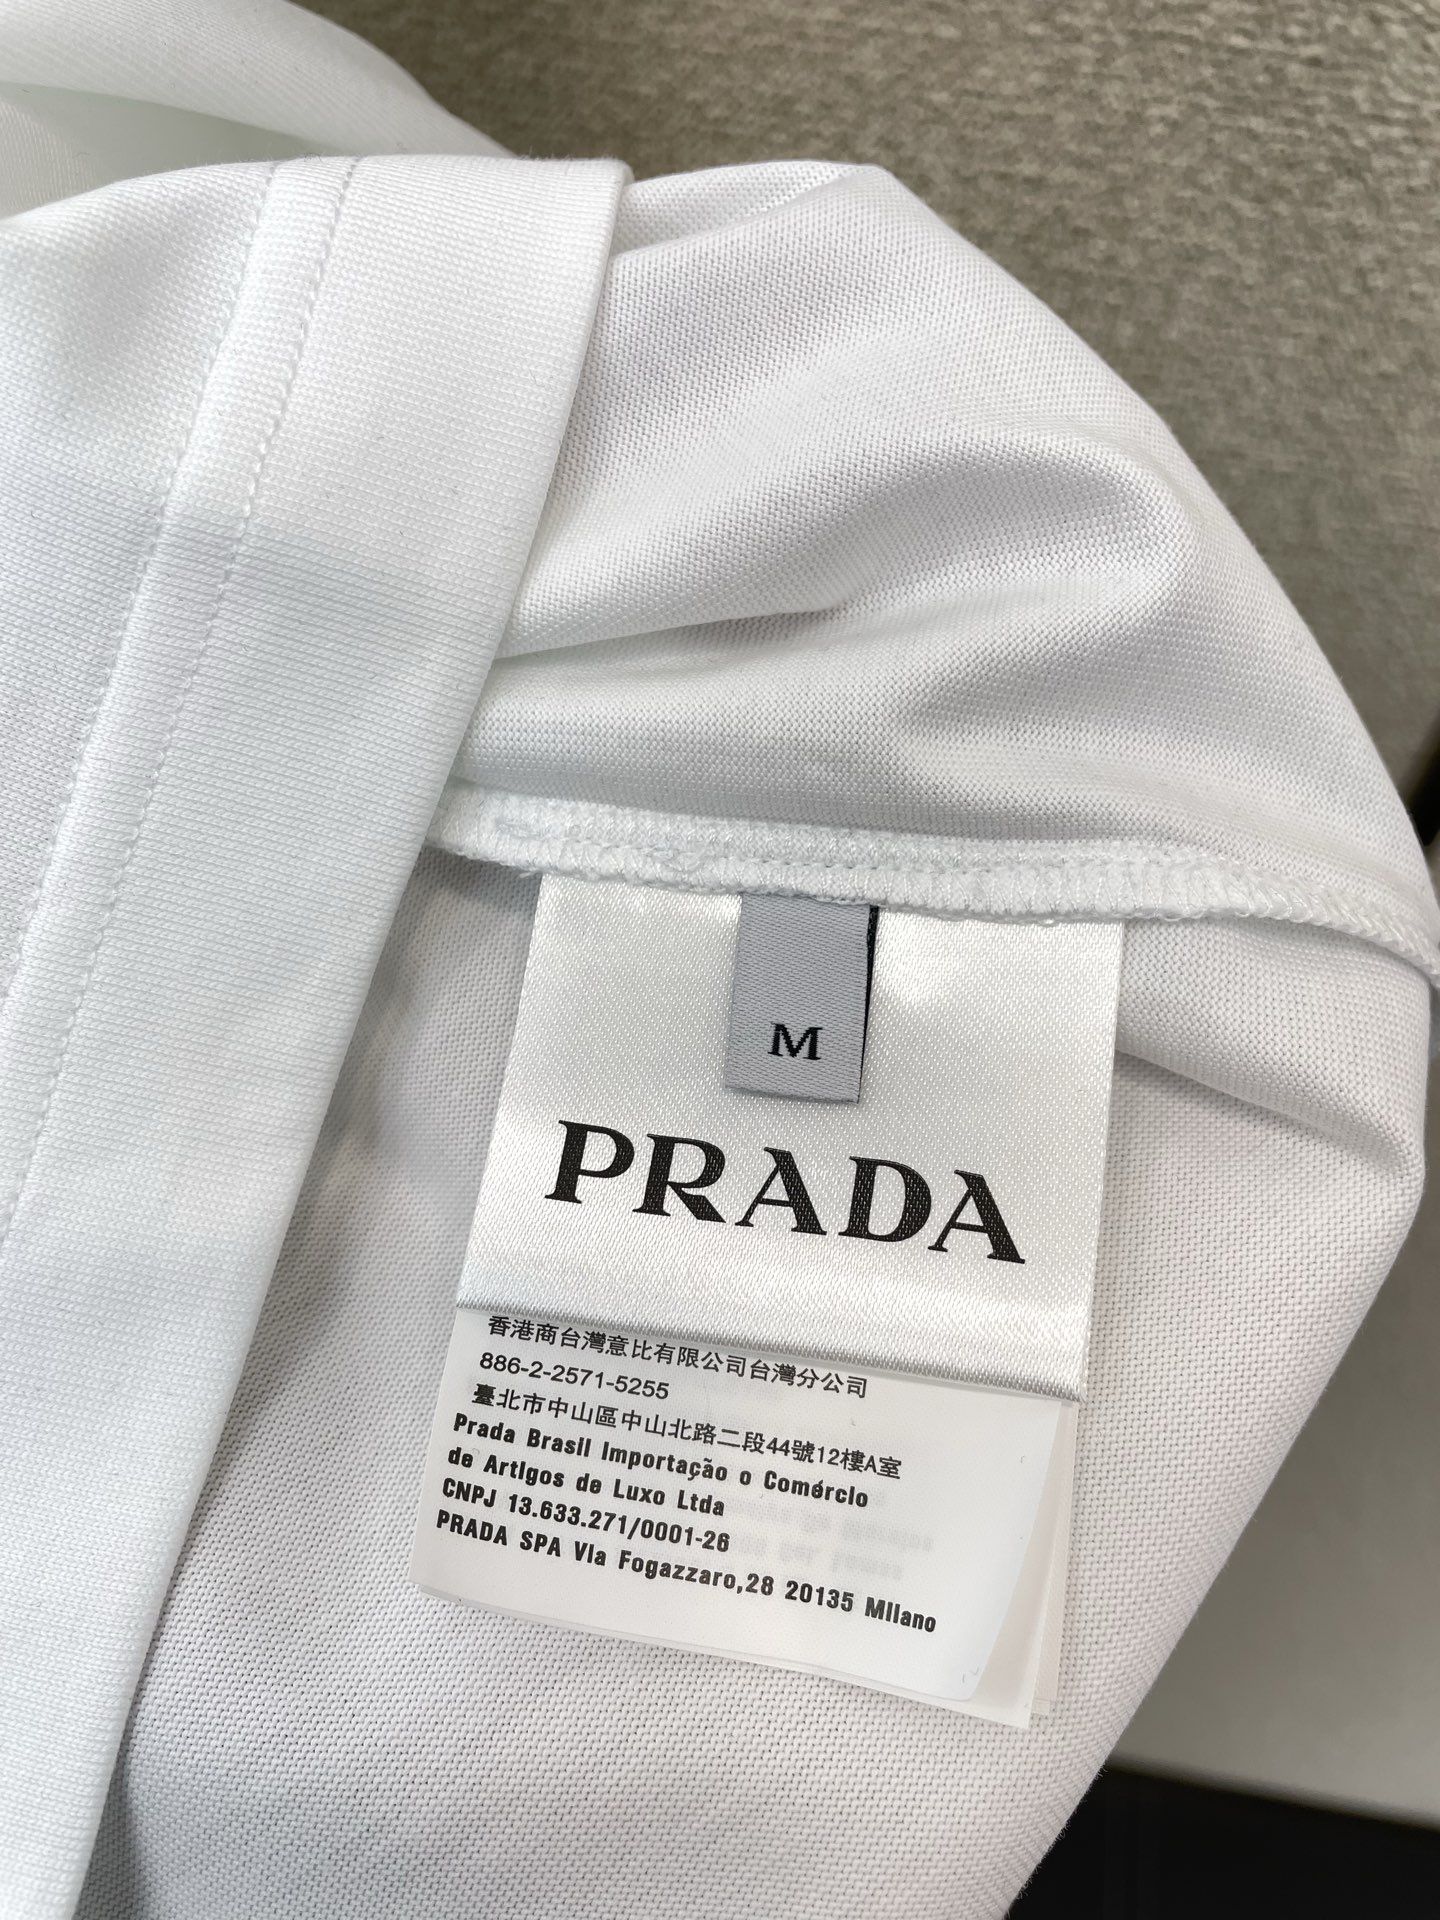 M
PRADA
香港商台灣意比有限公司台灣分公司
886-2-2571-5255
臺北市中山區中山北路二段44號12樓A室
Prada Brasil Importação o Comércio
de Artigos de Luxo Ltda
CNPJ 13.633.271/0001-26
PRADA SPA Via Fogazzaro,28 20135 Milano